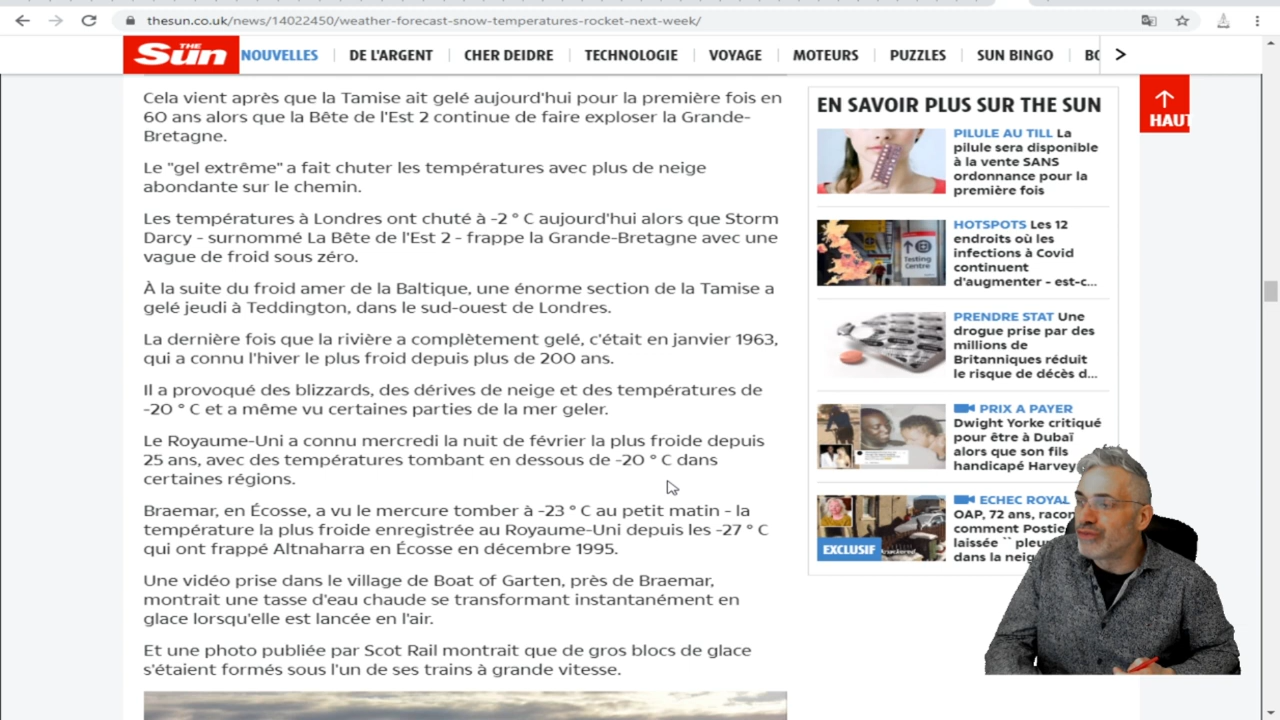 thesun.co.uk/news/14022450/weather-forecast-snow-temperatures-rocket-next-week/
THE Sun
NOUVELLES DE L'ARGENT CHER DEIDRE TECHNOLOGIE VOYAGE MOTEURS PUZZLES SUN BINGO
Cela vient après que la Tamise ait gelé aujourd'hui pour la première fois en
60 ans alors que la Bête de l'Est 2 continue de faire exploser la Grande-
Bretagne.
Le "gel extrême" a fait chuter les températures avec plus de neige
abondante sur le chemin.
Les températures à Londres ont chuté à -2 ° C aujourd'hui alors que Storm
Darcy - surnommé La Bête de l'Est 2 - frappe la Grande-Bretagne avec une
vague de froid sous zéro.
À la suite du froid amer de la Baltique, une énorme section de la Tamise a
gelé jeudi à Teddington, dans le sud-ouest de Londres.
La dernière fois que la rivière a complètement gelé, c'était en janvier 1963,
qui a connu l'hiver le plus froid depuis plus de 200 ans.
Il a provoqué des blizzards, des dérives de neige et des températures de
-20 ° C et a même vu certaines parties de la mer geler.
Le Royaume-Uni a connu mercredi la nuit de février la plus froide depuis
25 ans, avec des températures tombant en dessous de -20 ° C dans
certaines régions.
Braemar, en Écosse, a vu le mercure tomber à -23 ° C au petit matin - la
température la plus froide enregistrée au Royaume-Uni depuis les -27 ° C
qui ont frappé Altnaharra en Écosse en décembre 1995.
Une vidéo prise dans le village de Boat of Garten, près de Braemar,
montrait une tasse d'eau chaude se transformant instantanément en
glace lorsqu'elle est lancée en l'air.
Et une photo publiée par Scot Rail montrait que de gros blocs de glace
s'étaient formés sous l'un de ses trains à grande vitesse.
EN SAVOIR PLUS SUR THE SUN
PILULE AU TILL La
pilule sera disponible
à la vente SANS
ordonnance pour la
première fois
HOTSPOTS Les 12
endroits où les
infections à Covid
continuent
d'augmenter - est-c...
Testing
Centre
PRENDRE STAT Une
drogue prise par des
millions de
Britanniques réduit
le risque de décès d...
PRIX A PAYER
Dwight Yorke critiqué
pour être à Dubaï
alors que son fils
handicapé Harvey
ECHEC ROYAL
OAP, 72 ans, racon
comment Postie
laissée `` pleu
dans la neig
EXCLUSIF
HAUT